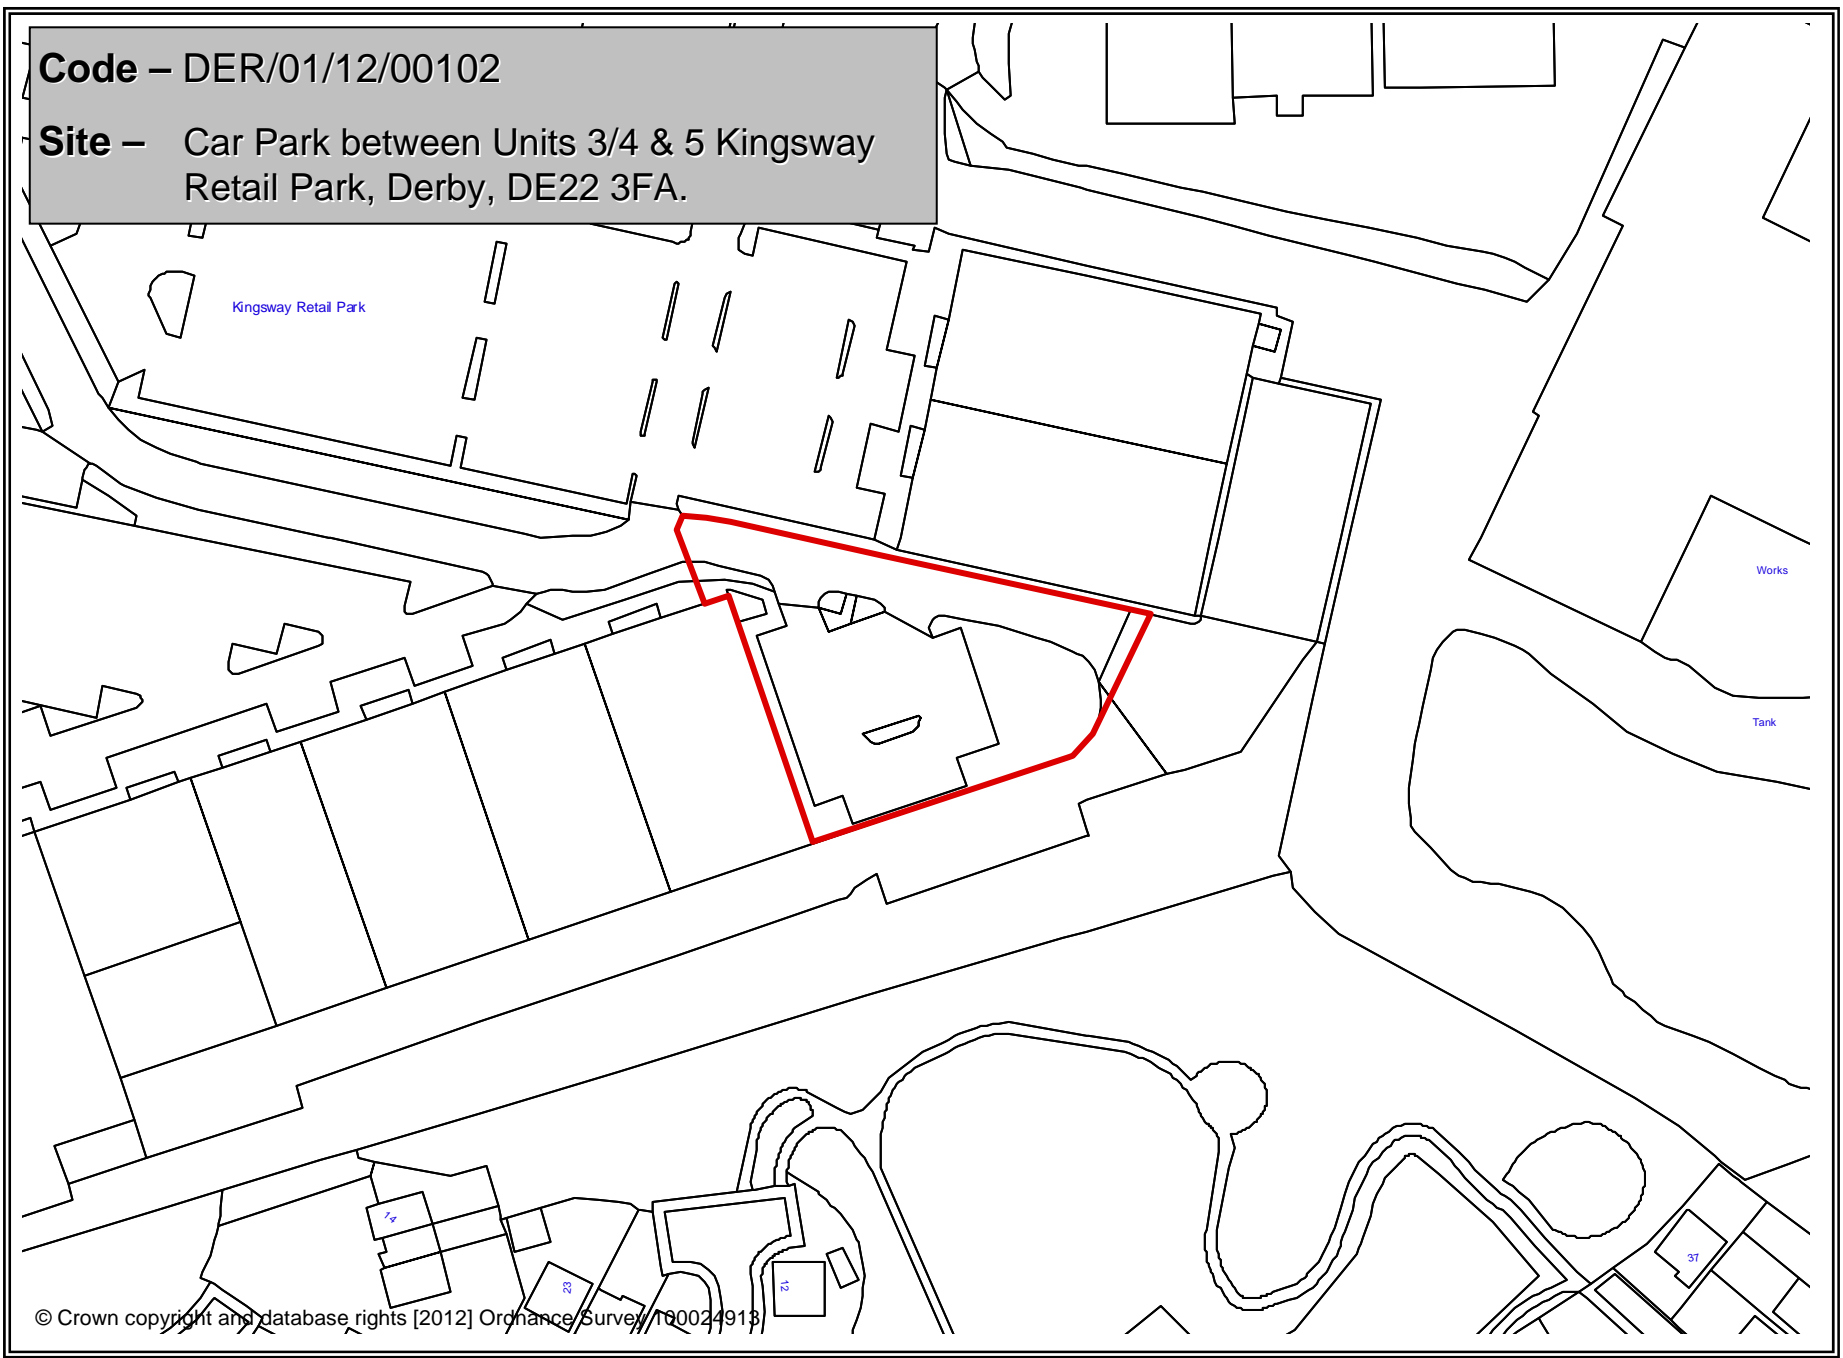 Code – DER/01/12/00102
Site – Car Park between Units 3/4 & 5 Kingsway
Retail Park, Derby, DE22 3FA.
Kingsway Retail Park
Works
Tank
14
23
12
37
© Crown copyright and database rights [2012] Ordnance Survey 100024913